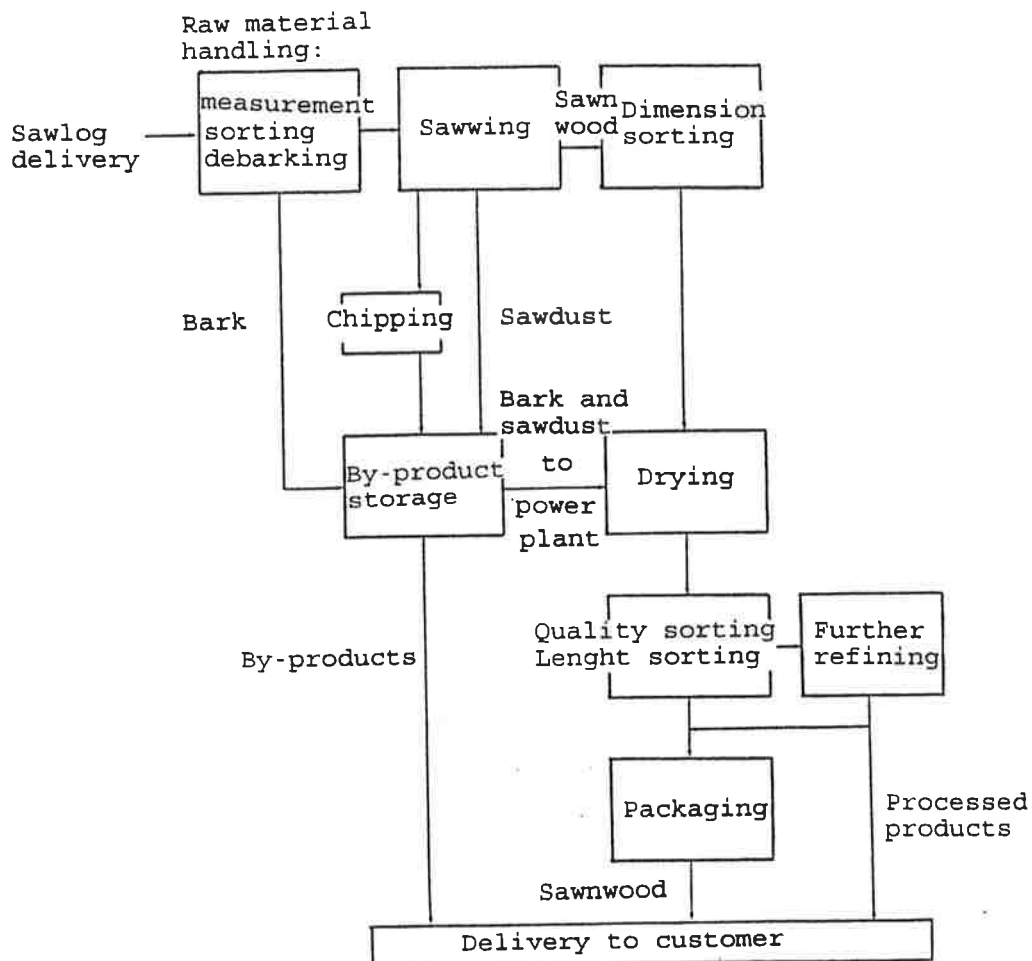 Raw material
handling:
Sawlog
delivery
measurement
sorting
debarking
Sawwing
Sawn
wood
Dimension
sorting
Bark
Chipping
Sawdust
Bark and
sawdust
to
power
plant
By-product
storage
Drying
By-products
Quality sorting
Lenght sorting
Further
refining
Packaging
Processed
products
Sawnwood
Delivery to customer